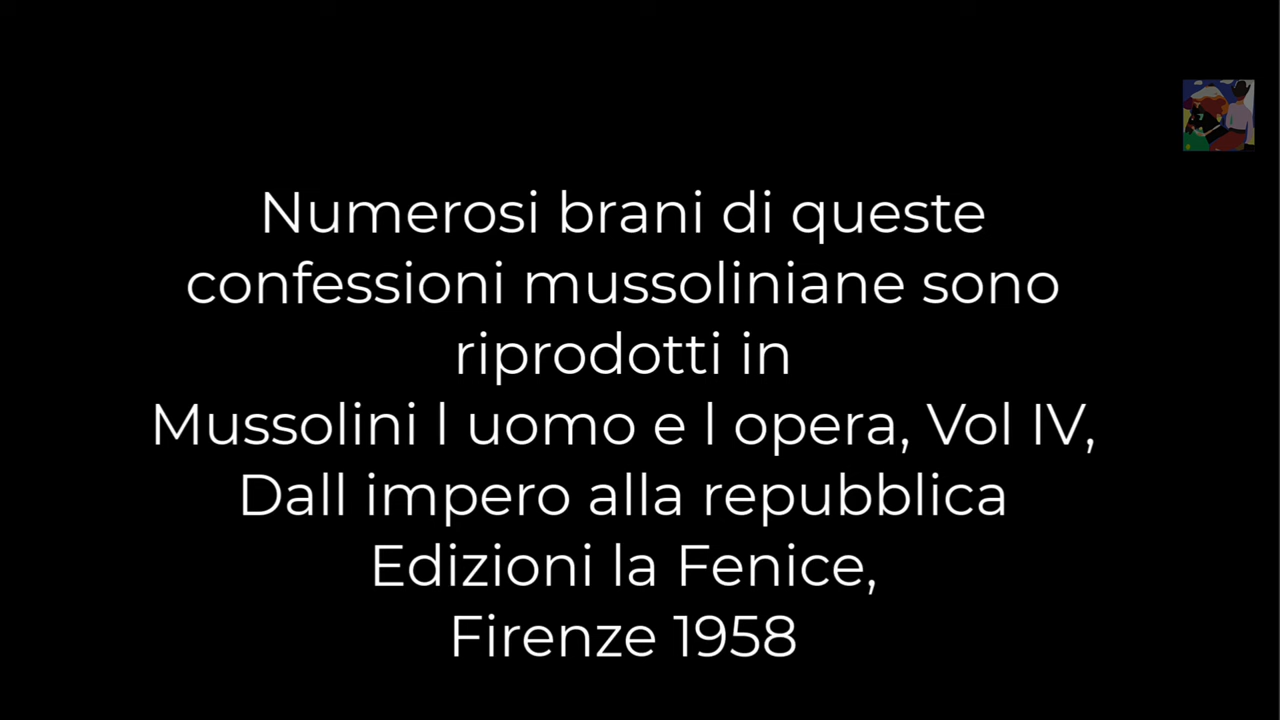 Numerosi brani di queste
confessioni mussoliniane sono
riprodotti in
Mussolini l uomo e l opera, Vol IV,
Dall impero alla repubblica
Edizioni la Fenice,
Firenze 1958